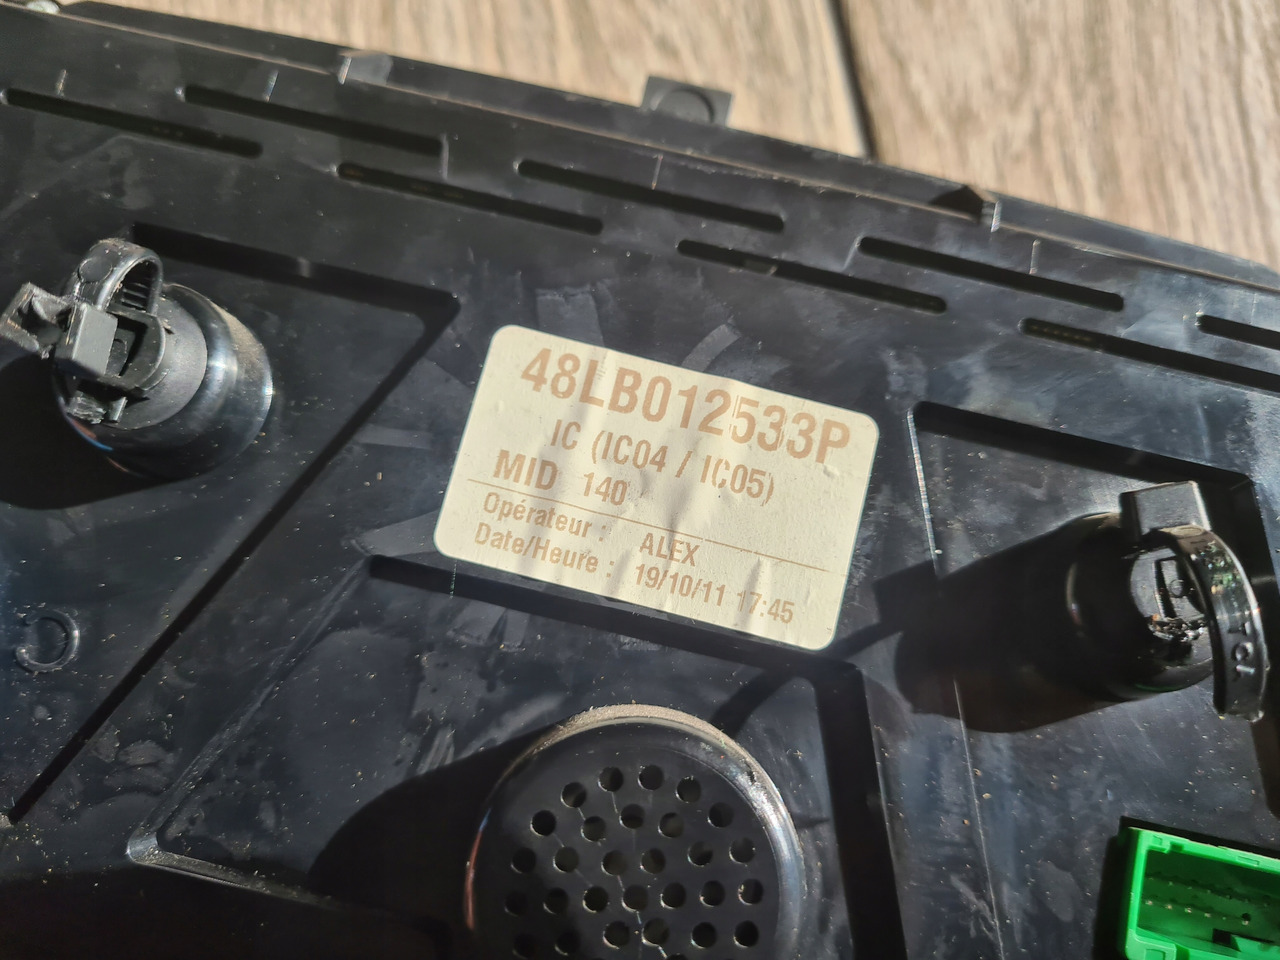 48LB012533P
IC (IC04 / IC05)
MID 140
Opérateur : ALEX
Date/Heure : 19/10/11 17:45